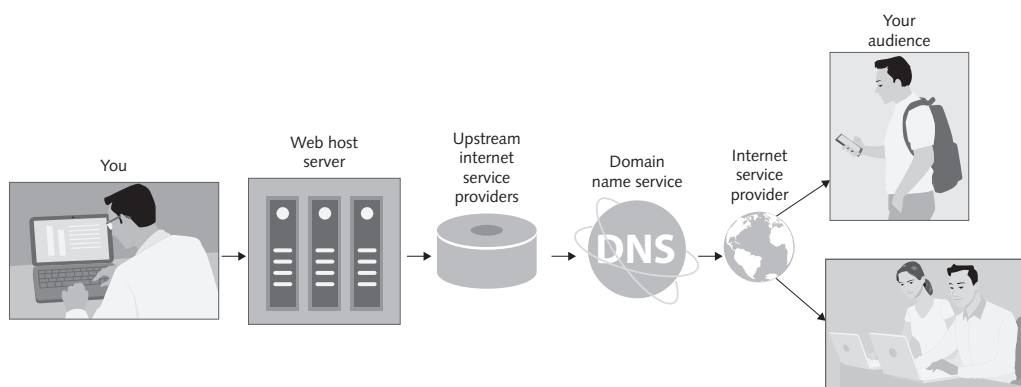 You
Web host
server
Upstream
internet
service
providers
Domain
name service
DNS
Internet
service
provider
Your
audience